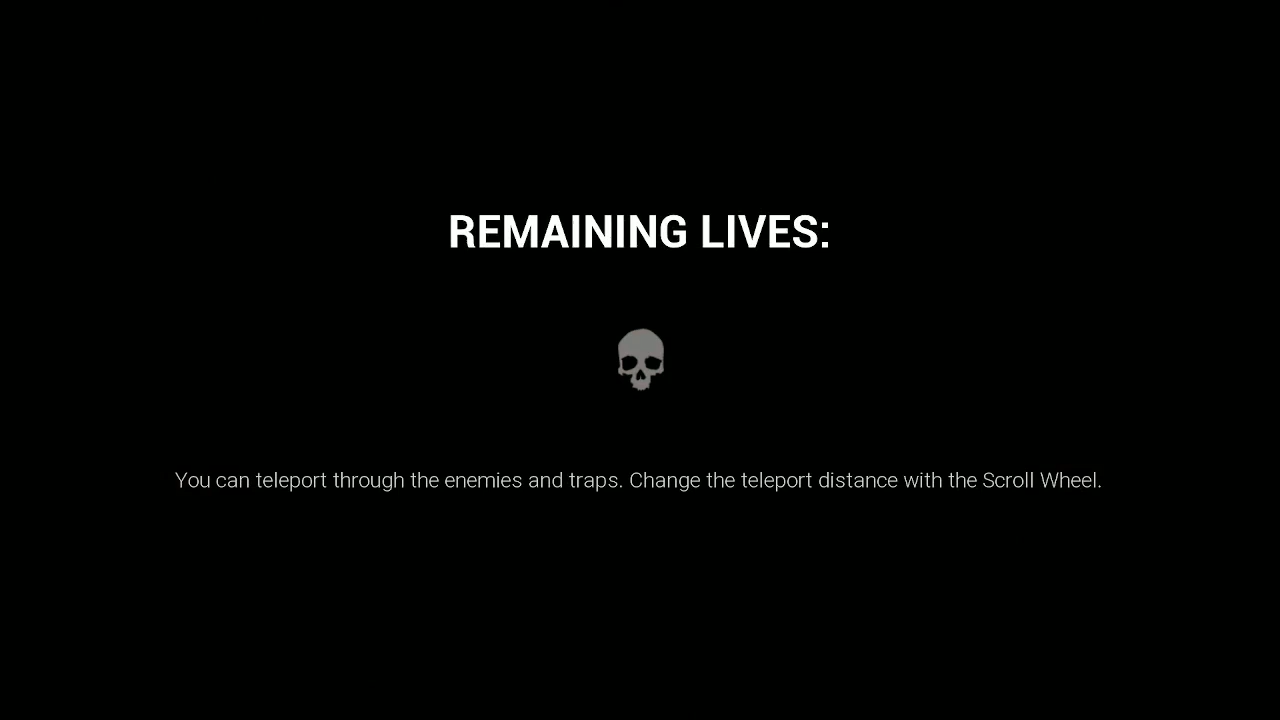 REMAINING LIVES:
You can teleport through the enemies and traps. Change the teleport distance with the Scroll Wheel.